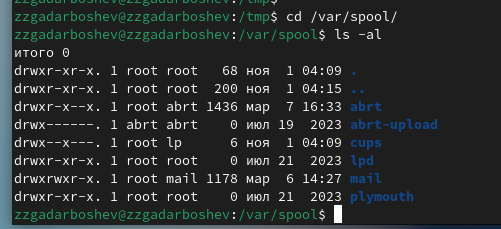 zzgadarboshev@zzgadarboshev:/tmp$
zzgadarboshev@zzgadarboshev:/tmp$ cd /var/spool/
zzgadarboshev@zzgadarboshev:/var/spool$ ls -al
итого 0
drwxr-xr-x. 1 root root   68 ноя  1 04:09 .
drwxr-xr-x. 1 root root  200 ноя  1 04:15 ..
drwxr-x--x. 1 root abrt 1436 мар  7 16:33 abrt
drwx------. 1 abrt abrt    0 июл 19  2023 abrt-upload
drwx--x---. 1 root lp      6 ноя  1 04:09 cups
drwxr-xr-x. 1 root root    0 июл 21  2023 lpd
drwxrwxr-x. 1 root mail 1178 мар  6 14:27 mail
drwxr-xr-x. 1 root root    0 июл 21  2023 plymouth
zzgadarboshev@zzgadarboshev:/var/spool$